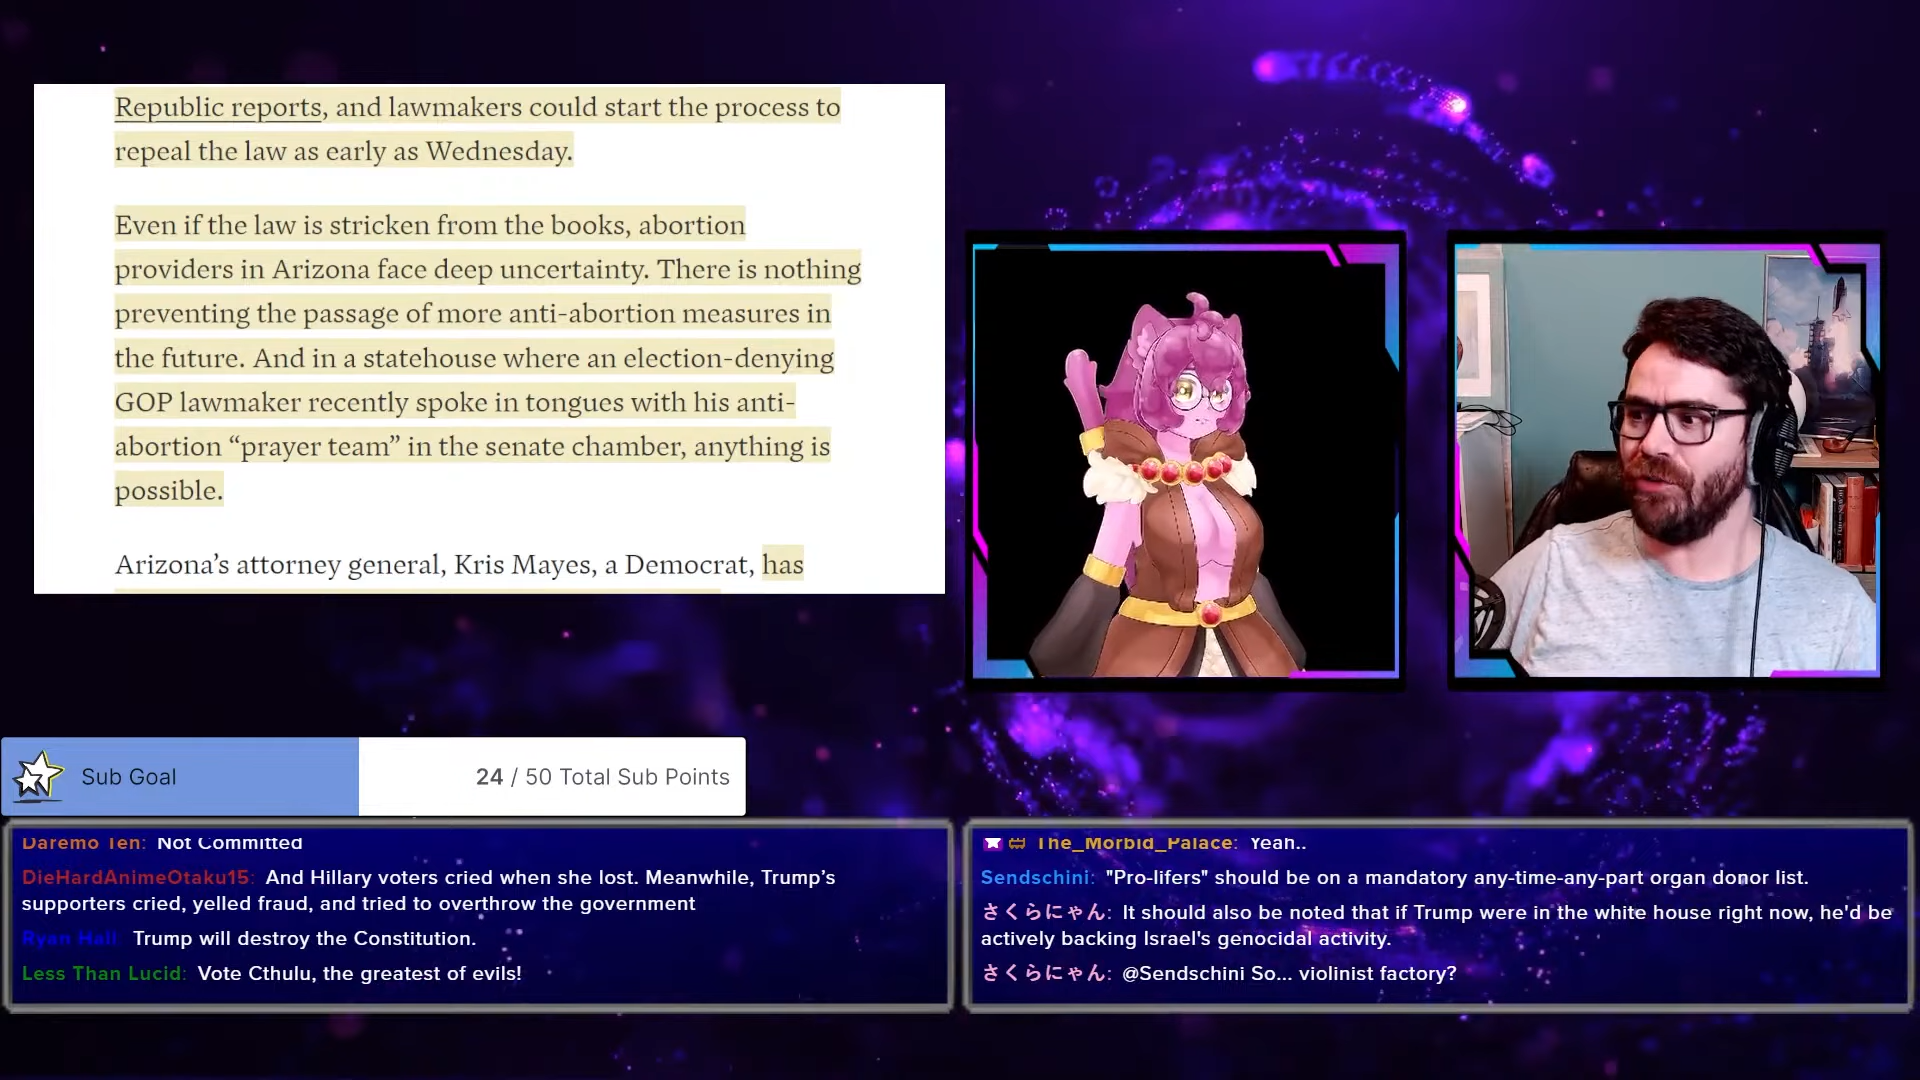 Republic reports, and lawmakers could start the process to
repeal the law as early as Wednesday.
Even if the law is stricken from the books, abortion
providers in Arizona face deep uncertainty. There is nothing
preventing the passage of more anti-abortion measures in
the future. And in a statehouse where an election-denying
GOP lawmaker recently spoke in tongues with his anti-
abortion “prayer team” in the senate chamber, anything is
possible.
Arizona’s attorney general, Kris Mayes, a Democrat, has
Sub Goal
24 / 50 Total Sub Points
Daremo Ten: Not Committed
DieHardAnimeOtaku15: And Hillary voters cried when she lost. Meanwhile, Trump’s
supporters cried, yelled fraud, and tried to overthrow the government
Ryan Hall: Trump will destroy the Constitution.
Less Than Lucid: Vote Cthulu, the greatest of evils!
The_Morbid_Palace: Yeah..
Sendschini: "Pro-lifers" should be on a mandatory any-time-any-part organ donor list.
さくらにゃん: It should also be noted that if Trump were in the white house right now, he'd be
actively backing Israel's genocidal activity.
さくらにゃん: @Sendschini So... violinist factory?